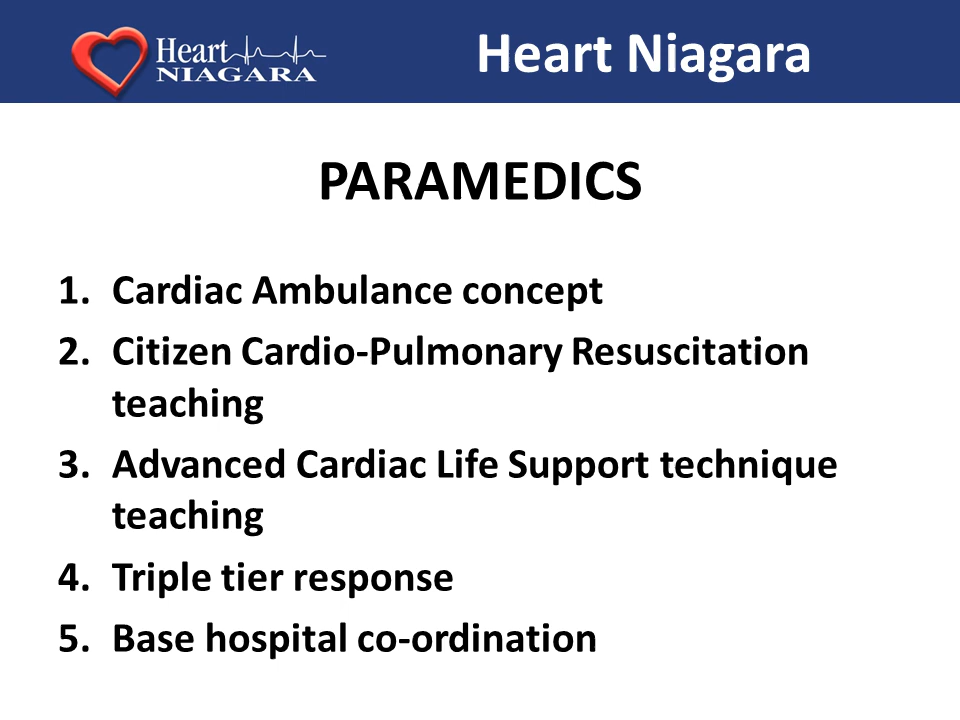 Heart
NIAGARA
Heart Niagara
PARAMEDICS
1. Cardiac Ambulance concept
2. Citizen Cardio-Pulmonary Resuscitation
teaching
3. Advanced Cardiac Life Support technique
teaching
4. Triple tier response
5. Base hospital co-ordination